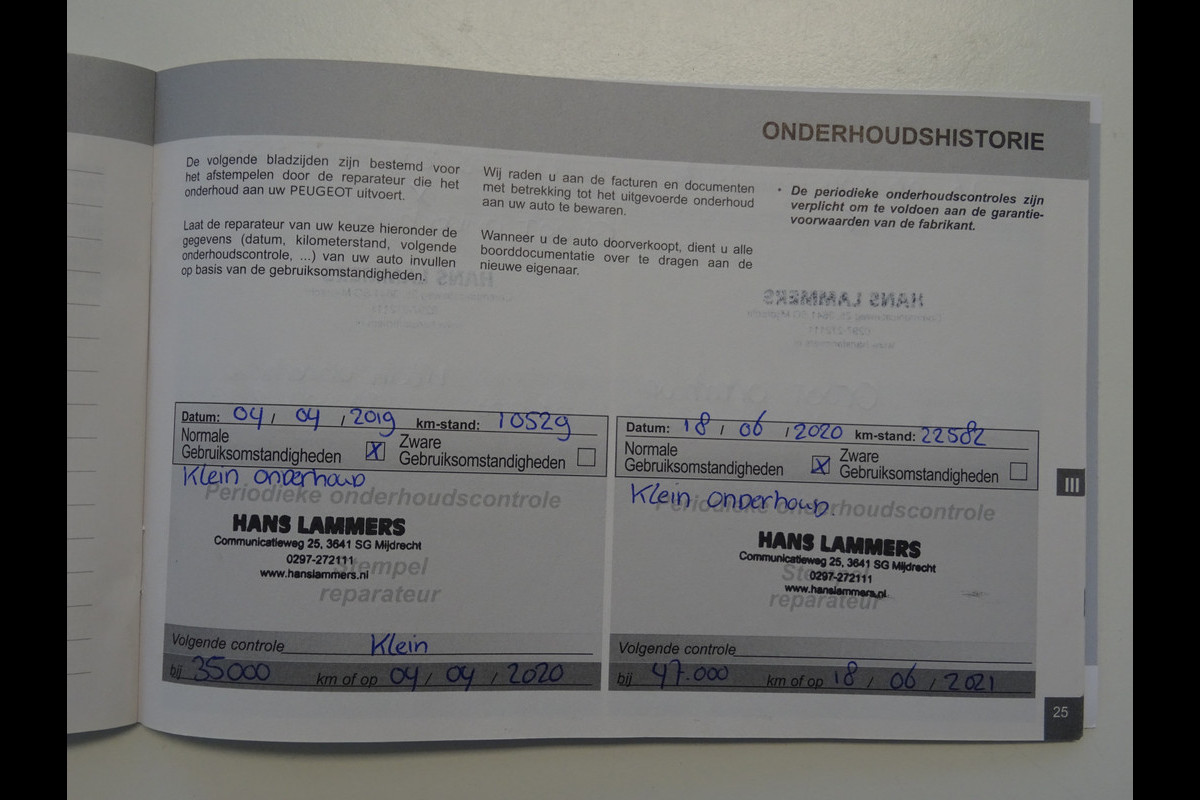 ONDERHOUDSHISTORIE
De volgende bladzijden zijn bestemd voor
het afstempelen door de reparateur die het
onderhoud aan uw PEUGEOT uitvoert.
Laat de reparateur van uw keuze hieronder de
gegevens (datum, kilometerstand, volgende
onderhoudscontrole, ...) van uw auto invullen
op basis van de gebruiksomstandigheden.
Wij raden u aan de facturen en documenten
met betrekking tot het uitgevoerde onderhoud
aan uw auto te bewaren.
Wanneer u de auto doorverkoopt, dient u alle
boorddocumentatie over te dragen aan de
nieuwe eigenaar.
• De periodieke onderhoudscontroles zijn
verplicht om te voldoen aan de garantie-
voorwaarden van de fabrikant.
Datum: 04 / 04 / 2019 km-stand: 10529
Normale
Gebruiksomstandigheden X
Zware
Gebruiksomstandigheden
Klein onderhoud
Periodieke onderhoudscontrole
HANS LAMMERS
Communicatieweg 25, 3641 SG Mijdrecht
0297-272111
www.hanslammers.nl
Stempel
reparateur
Volgende controle Klein
bij 35000 km of op 04 / 04 / 2020
Datum: 18 / 06 / 2020 km-stand: 22582
Normale
Gebruiksomstandigheden X
Zware
Gebruiksomstandigheden
Klein onderhoud.
Periodieke onderhoudscontrole
HANS LAMMERS
Communicatieweg 25, 3641 SG Mijdrecht
0297-272111
www.hanslammers.nl
Stempel
reparateur
Volgende controle
bij 47.000 km of op 18 / 06 / 2021
III
25